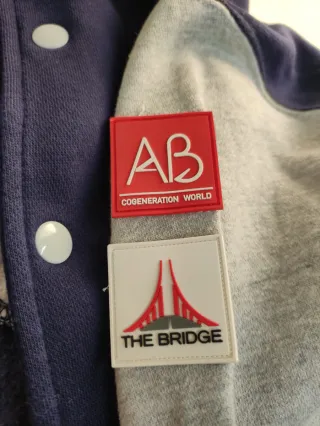 AB
COGENERATION WORLD
THE BRIDGE